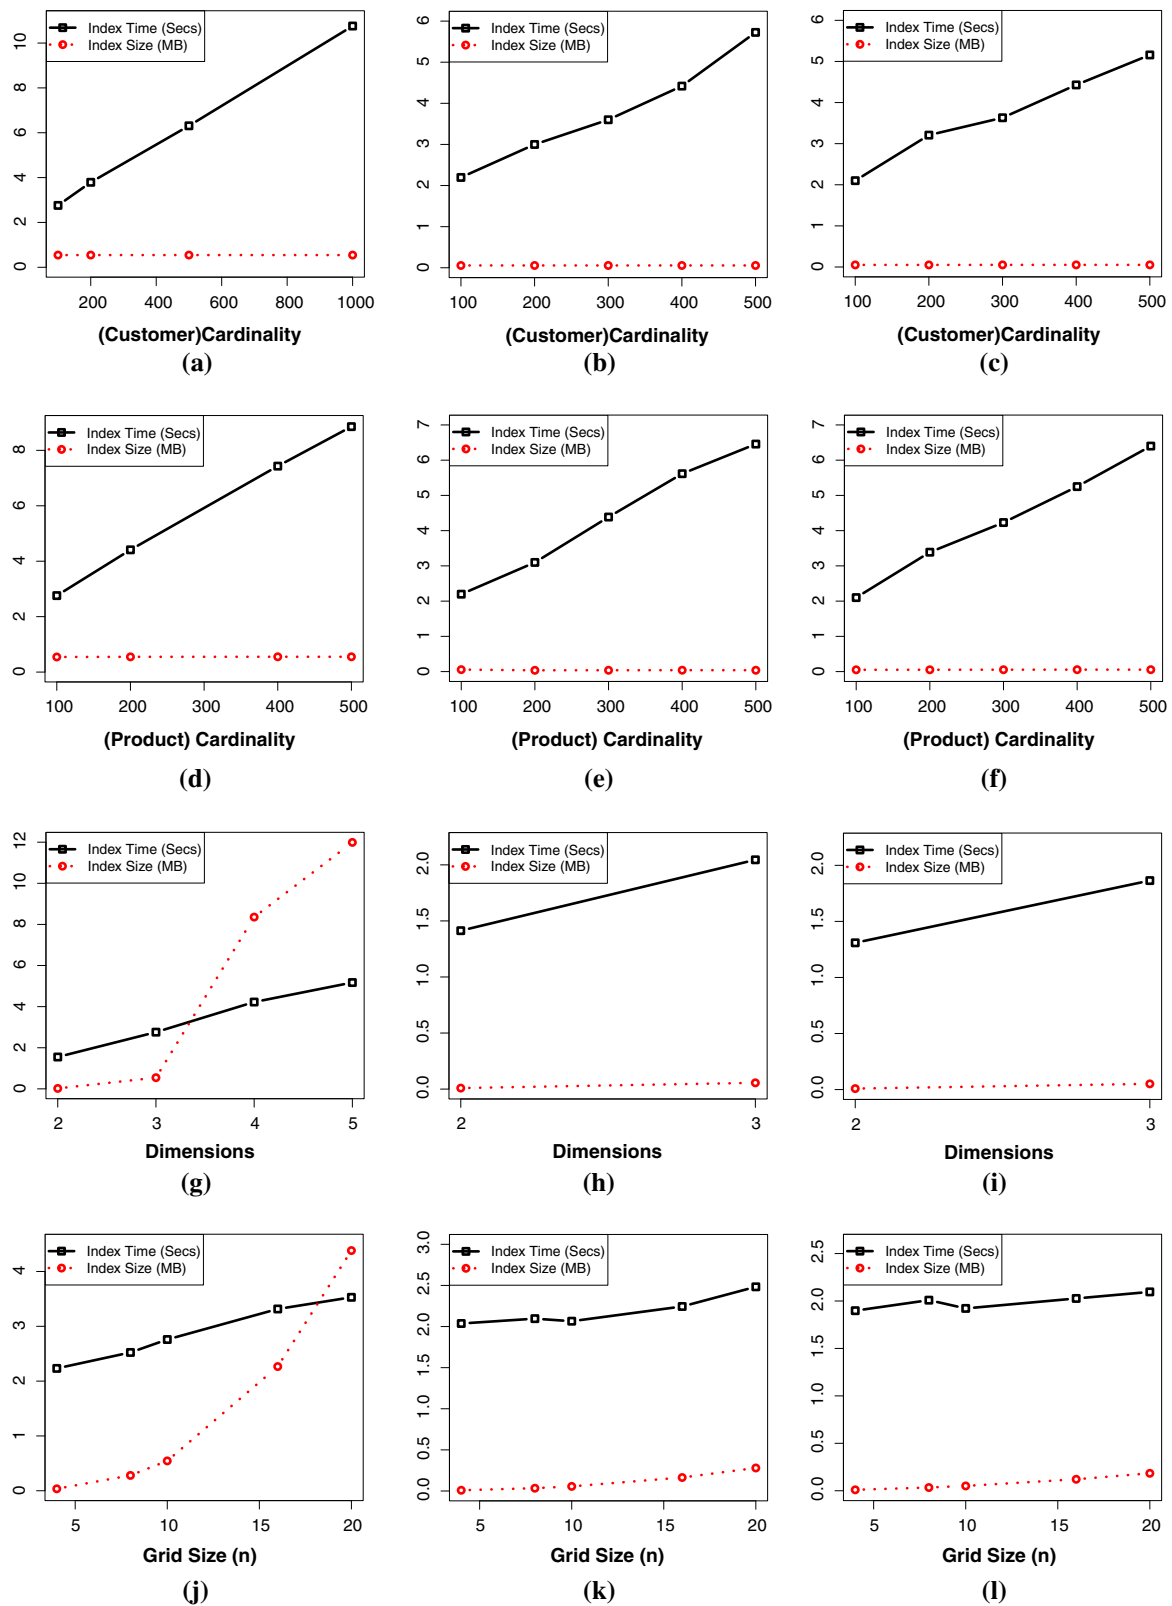 Index Time (Secs)
Index Size (MB)
0 2 4 6 8 10
200 400 600 800 1000
(Customer)Cardinality
(a)
Index Time (Secs)
Index Size (MB)
0 1 2 3 4 5 6
100 200 300 400 500
(Customer)Cardinality
(b)
Index Time (Secs)
Index Size (MB)
0 1 2 3 4 5 6
100 200 300 400 500
(Customer)Cardinality
(c)
Index Time (Secs)
Index Size (MB)
0 2 4 6 8
100 200 300 400 500
(Product) Cardinality
(d)
Index Time (Secs)
Index Size (MB)
0 1 2 3 4 5 6 7
100 200 300 400 500
(Product) Cardinality
(e)
Index Time (Secs)
Index Size (MB)
0 1 2 3 4 5 6 7
100 200 300 400 500
(Product) Cardinality
(f)
Index Time (Secs)
Index Size (MB)
0 2 4 6 8 10 12
2 3 4 5
Dimensions
(g)
Index Time (Secs)
Index Size (MB)
0.0 0.5 1.0 1.5 2.0
2 3
Dimensions
(h)
Index Time (Secs)
Index Size (MB)
0.0 0.5 1.0 1.5 2.0
2 3
Dimensions
(i)
Index Time (Secs)
Index Size (MB)
0 1 2 3 4
5 10 15 20
Grid Size (n)
(j)
Index Time (Secs)
Index Size (MB)
0.0 0.5 1.0 1.5 2.0 2.5 3.0
5 10 15 20
Grid Size (n)
(k)
Index Time (Secs)
Index Size (MB)
0.0 0.5 1.0 1.5 2.0 2.5
5 10 15 20
Grid Size (n)
(l)